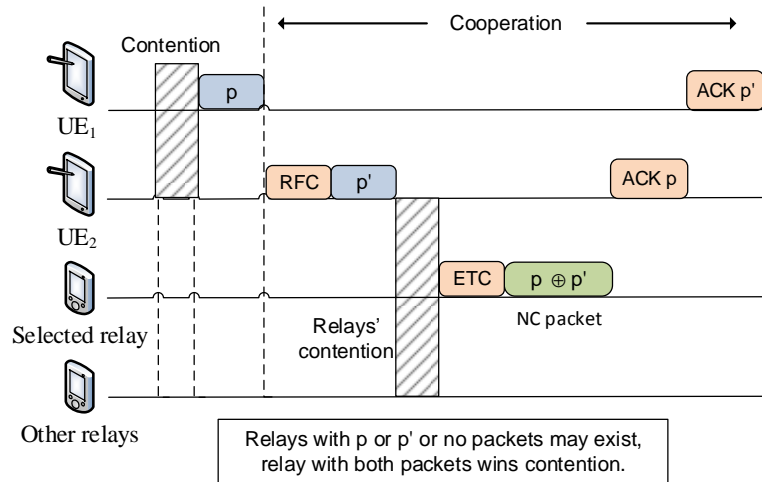 Cooperation
Contention
p
ACK p'
UE1
RFC
p'
ACK p
UE2
ETC
p ⊕ p'
Selected relay
Relays'
contention
NC packet
Other relays
Relays with p or p' or no packets may exist,
relay with both packets wins contention.